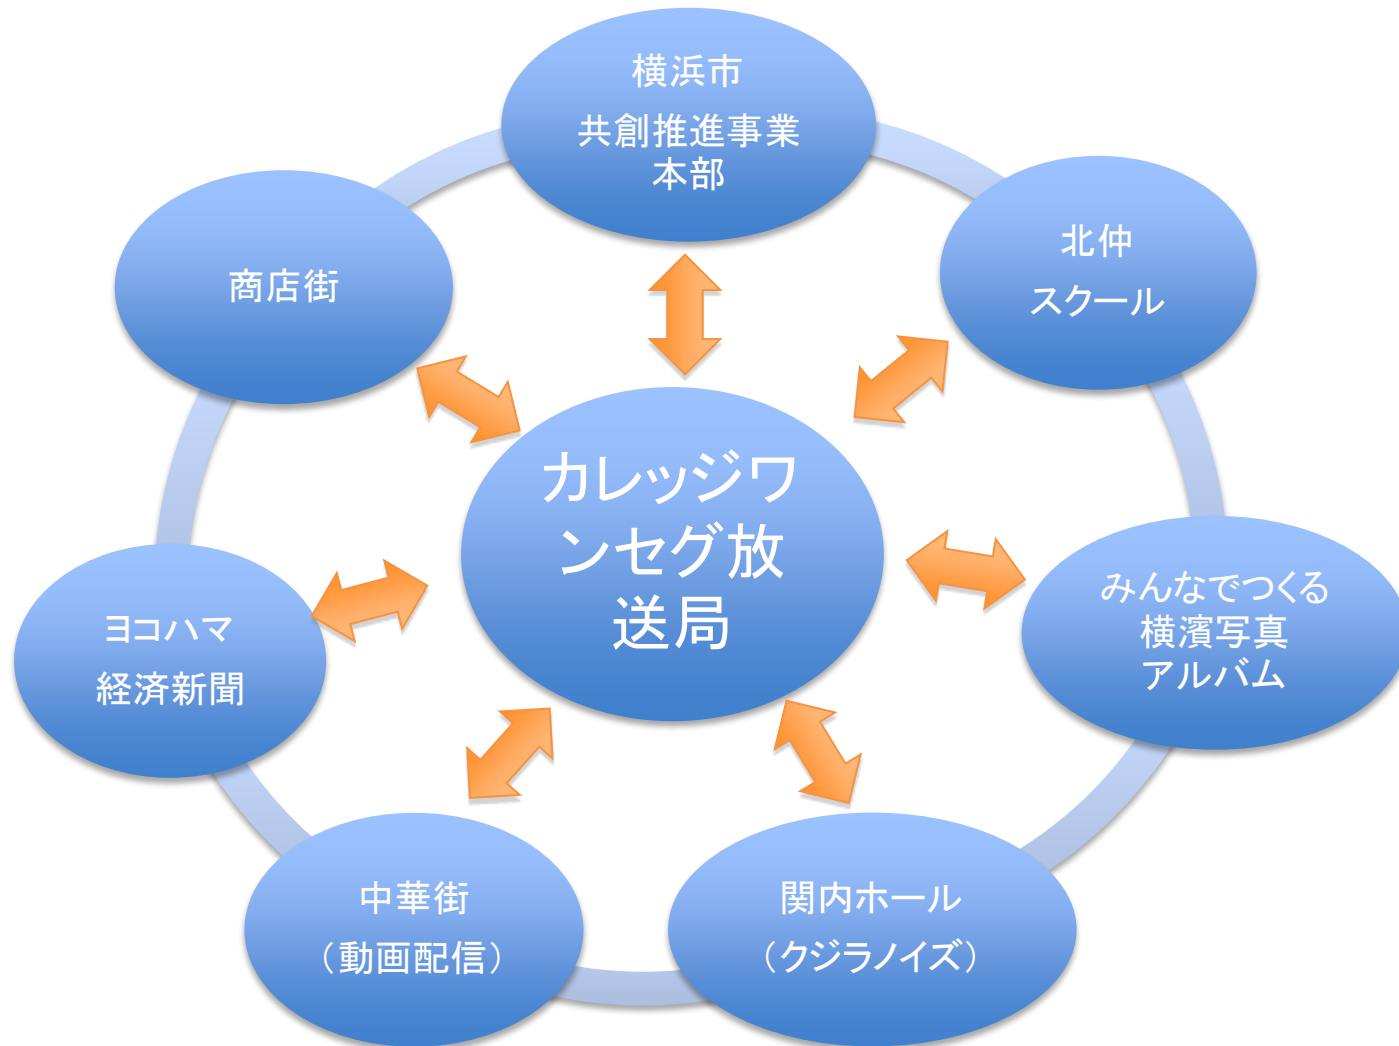 横浜市
共創推進事業
本部
北仲
スクール
商店街
カレッジワ
ンセグ放
送局
みんなでつくる
横濱写真
アルバム
ヨコハマ
経済新聞
中華街
（動画配信）
関内ホール
（クジラノイズ）